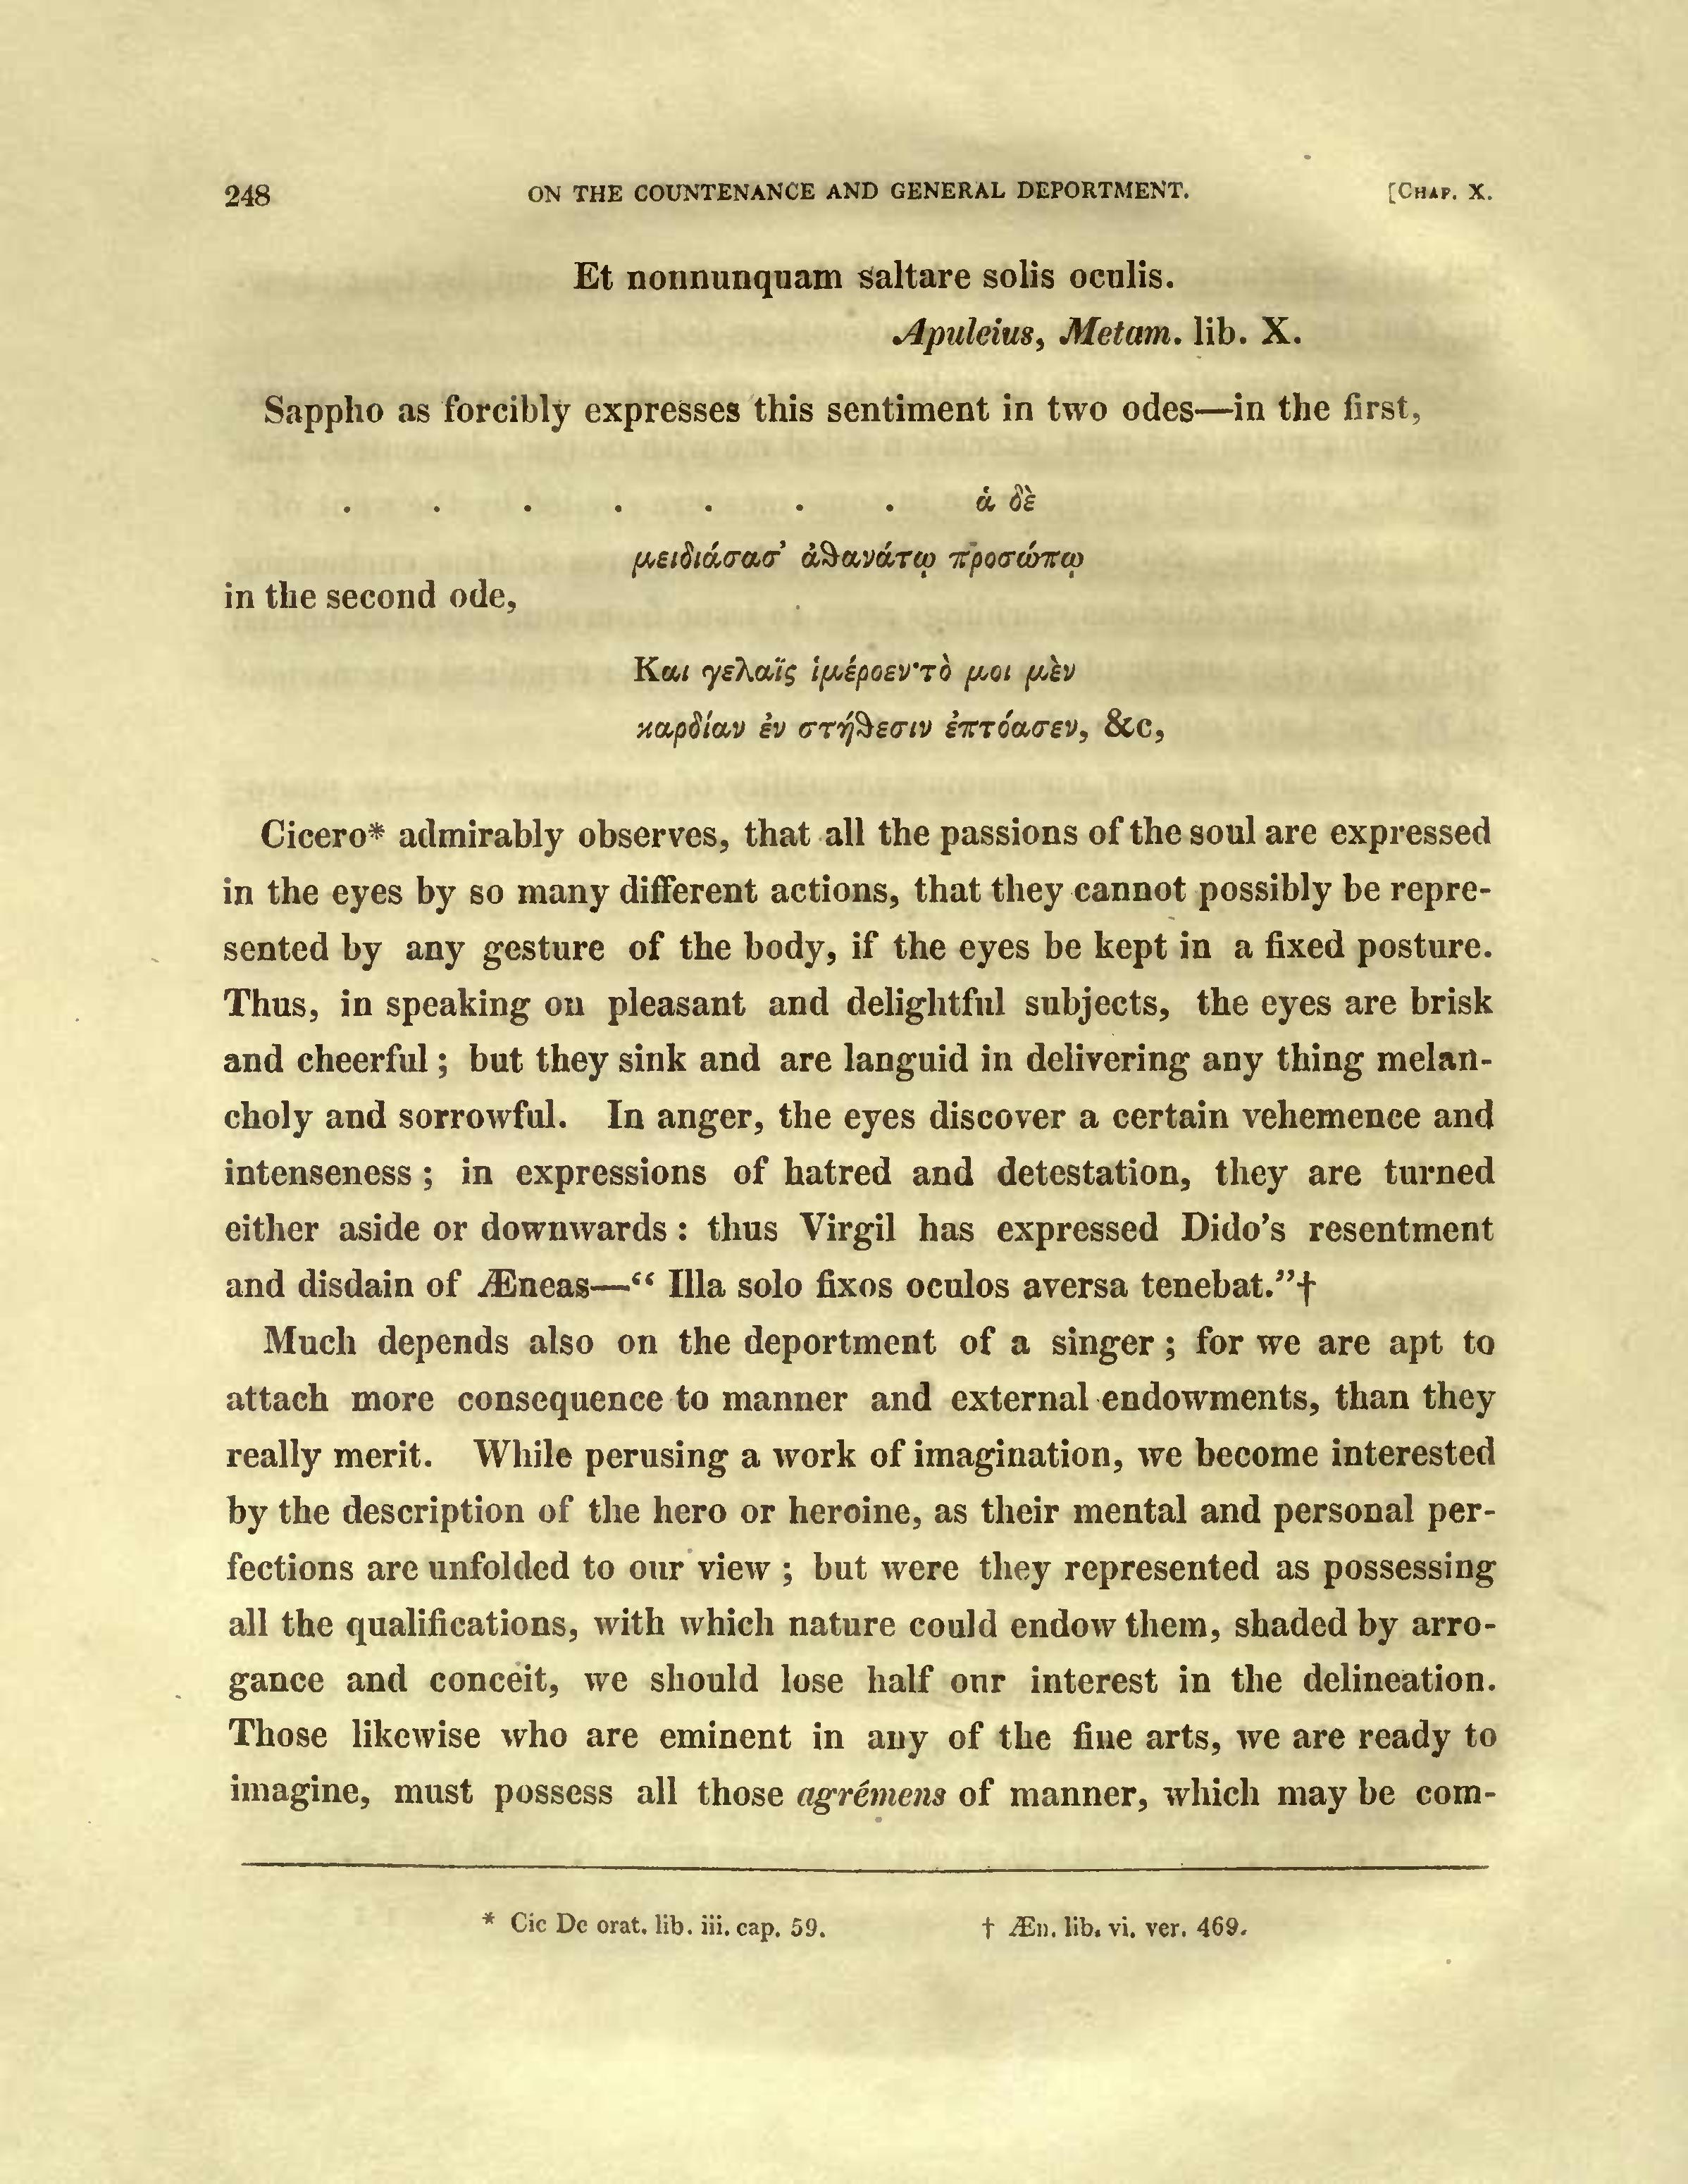 248 ON THE COUNTENANCE AND GENERAL DEPORTMENT. [CHAP. X.
Et nonnunquam saltare solis oculis.
Apuleius, Metam. lib. X.
Sappho as forcibly expresses this sentiment in two odes—in the first,
. . . . . . . ἁ δὲ
μειδιάσασ’ ἀϑανάτῳ προσώπῳ
in the second ode,
Και γελαΐς ἱμέροεν·τὸ μοι μὲν
καρδίαν ἐν στήϑεσιν ἐπτόασεν, &c,
Cicero* admirably observes, that all the passions of the soul are expressed
in the eyes by so many different actions, that they cannot possibly be repre-
sented by any gesture of the body, if the eyes be kept in a fixed posture.
Thus, in speaking on pleasant and delightful subjects, the eyes are brisk
and cheerful ; but they sink and are languid in delivering any thing melan-
choly and sorrowful. In anger, the eyes discover a certain vehemence and
intenseness ; in expressions of hatred and detestation, they are turned
either aside or downwards : thus Virgil has expressed Dido’s resentment
and disdain of Æneas—“ Illa solo fixos oculos aversa tenebat.”†
Much depends also on the deportment of a singer ; for we are apt to
attach more consequence to manner and external endowments, than they
really merit. While perusing a work of imagination, we become interested
by the description of the hero or heroine, as their mental and personal per-
fections are unfolded to our view ; but were they represented as possessing
all the qualifications, with which nature could endow them, shaded by arro-
gance and conceit, we should lose half our interest in the delineation.
Those likewise who are eminent in any of the fine arts, we are ready to
imagine, must possess all those agrémens of manner, which may be com-
* Cic De orat. lib. iii. cap. 59. † Æn. lib. vi. ver. 469.